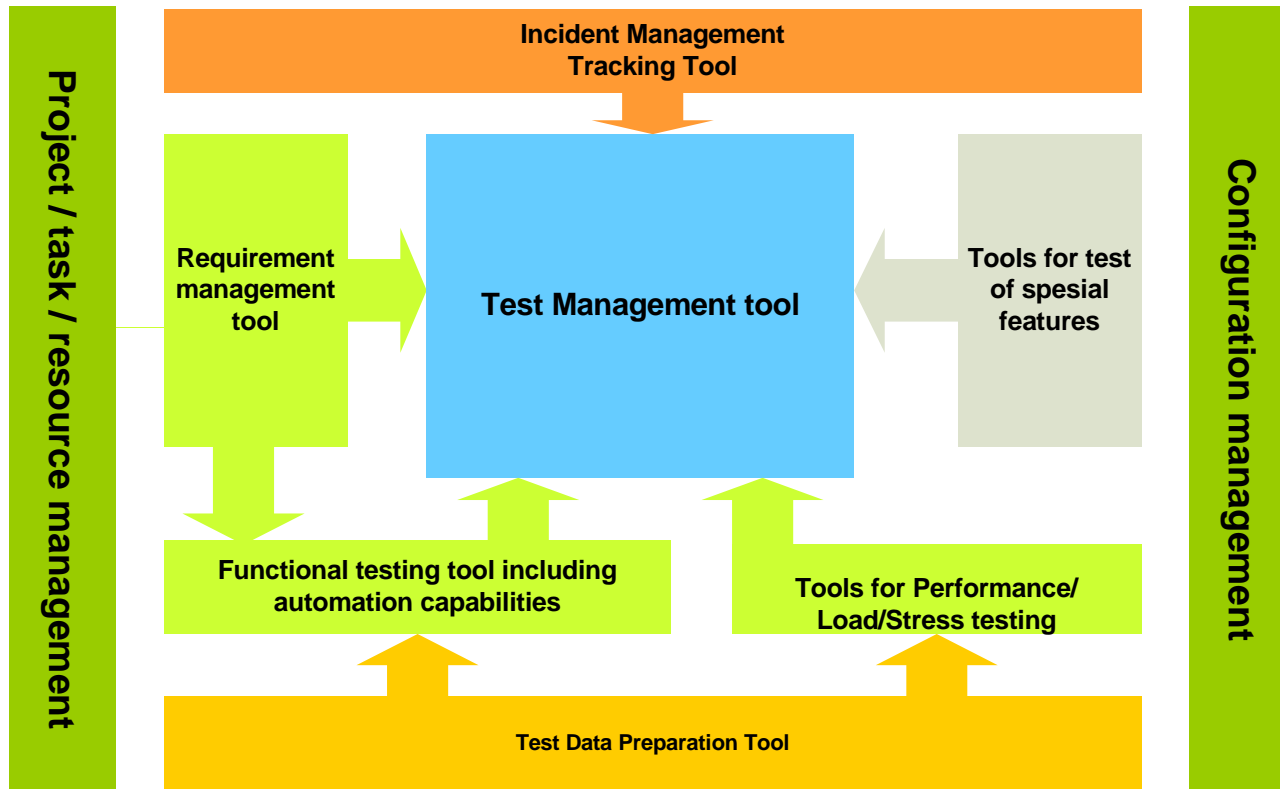 Project / task / resource management
Incident Management
Tracking Tool
Requirement
management
tool
Test Management tool
Tools for test
of spesial
features
Functional testing tool including
automation capabilities
Tools for Performance/
Load/Stress testing
Test Data Preparation Tool
Configuration management